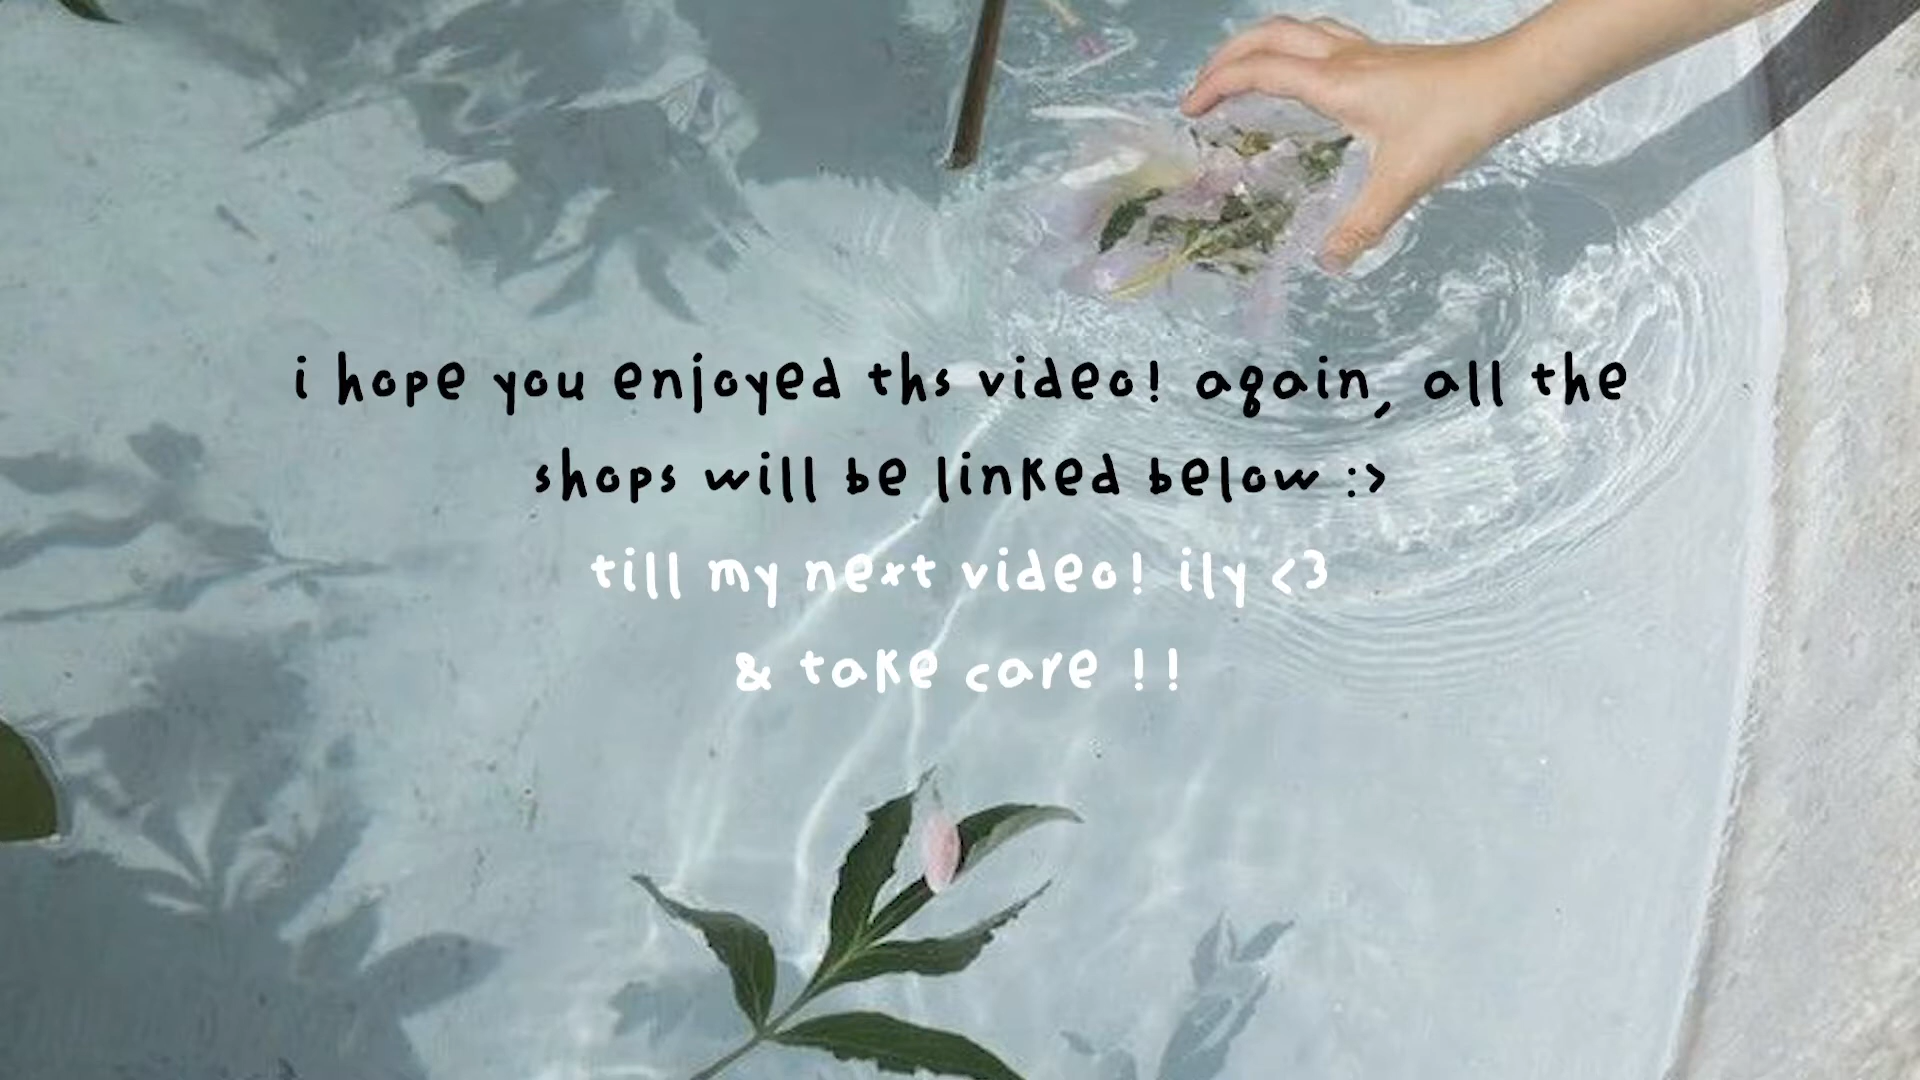 i hope you enjoyed ths video! again, all the
shops will be linked below :>
till my next video! ily <3
& take care !!